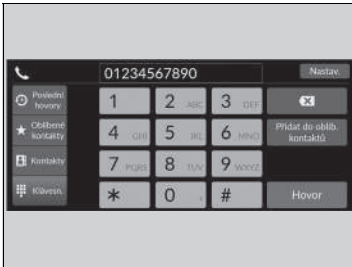 01234567890
Nastav.
Poslední
hovory
1
2 ABC
3 DEF
Oblíbené
kontakty
4 GHI
5 JKL
6 MNO
Přidat do oblíb.
kontaktů
Kontakty
7 PQRS
8 TUV
9 WXYZ
Klávesn.
*
0 +
#
Hovor